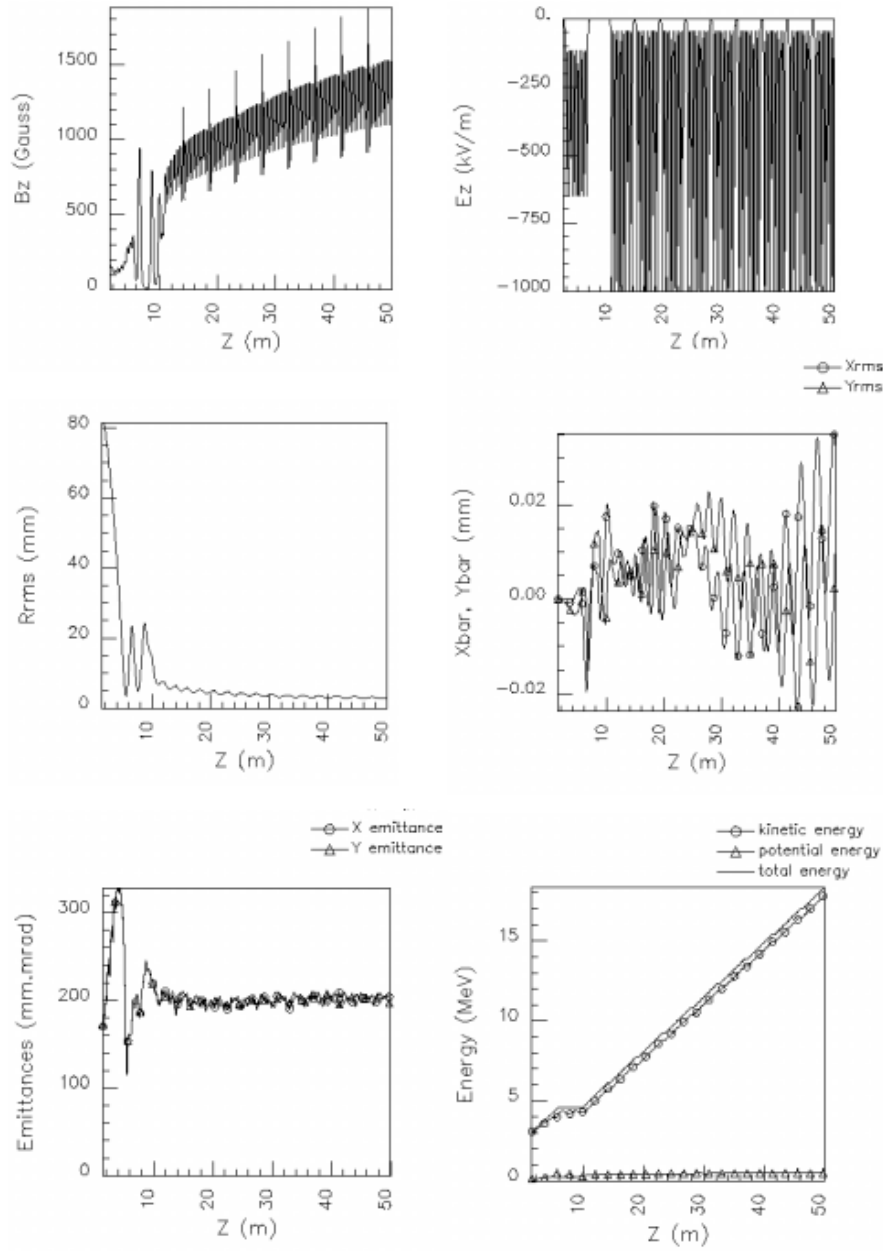 1500
1000
500
0
Bz (Gauss)
10
20
30
40
50
Z (m)
0.
−250
−500
−750
−1000
Ez (kV/m)
10
20
30
40
50
Z (m)
80
60
40
20
0
Rrms (mm)
10
20
30
40
50
Z (m)
Xrms
Yrms
0.02
0.00
−0.02
Xbar, Ybar (mm)
10
20
30
40
50
Z (m)
X emittance
Y emittance
300
200
100
0
Emittances (mm.mrad)
10
20
30
40
50
Z (m)
kinetic energy
potential energy
total energy
15
10
5
0
Energy (MeV)
10
20
30
40
50
Z (m)